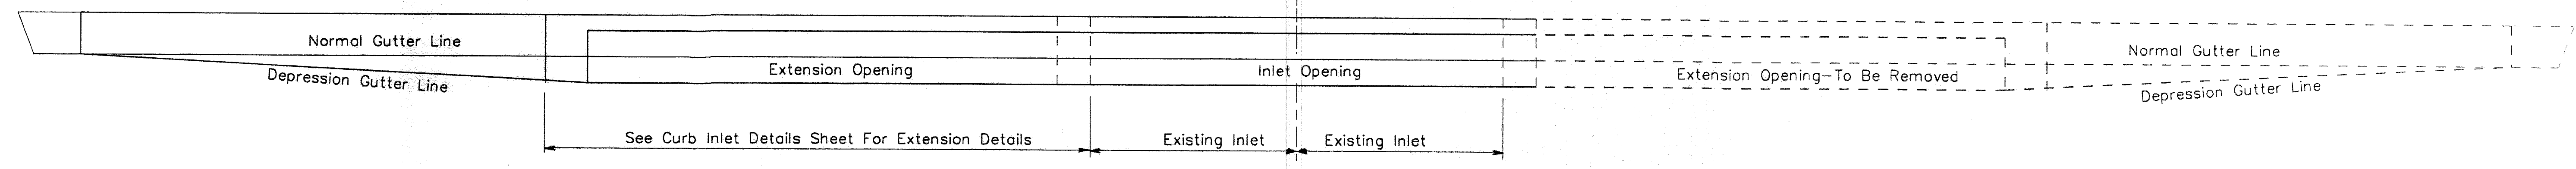 Normal Gutter Line
Depression Gutter Line
Extension Opening
Inlet Opening
Extension Opening-To Be Removed
Normal Gutter Line
Depression Gutter Line
See Curb Inlet Details Sheet For Extension Details
Existing Inlet
Existing Inlet